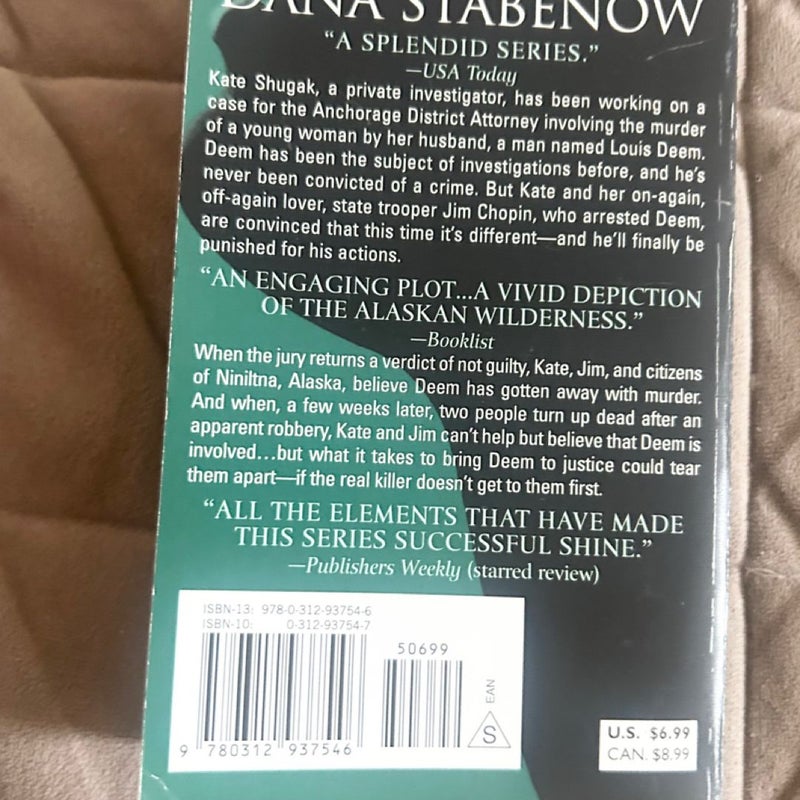 DANA STABENOW
“A SPLENDID SERIES.”
—USA Today
Kate Shugak, a private investigator, has been working on a
case for the Anchorage District Attorney involving the murder
of a young woman by her husband, a man named Louis Deem.
Deem has been the subject of investigations before, and he's
never been convicted of a crime. But Kate and her on-again,
off-again lover, state trooper Jim Chopin, who arrested Deem,
are convinced that this time it's different—and he'll finally be
punished for his actions.
“AN ENGAGING PLOT...A VIVID DEPICTION
OF THE ALASKAN WILDERNESS.”
—Booklist
When the jury returns a verdict of not guilty, Kate, Jim, and citizens
of Niniltna, Alaska, believe Deem has gotten away with murder.
And when, a few weeks later, two people turn up dead after an
apparent robbery, Kate and Jim can't help but believe that Deem is
involved...but what it takes to bring Deem to justice could tear
them apart—if the real killer doesn't get to them first.
“ALL THE ELEMENTS THAT HAVE MADE
THIS SERIES SUCCESSFUL SHINE.”
—Publishers Weekly (starred review)
ISBN-13: 978-0-312-93754-6
ISBN-10: 0-312-93754-7
50699
9 780312 937546
EAN
S
U.S. $6.99
CAN. $8.99